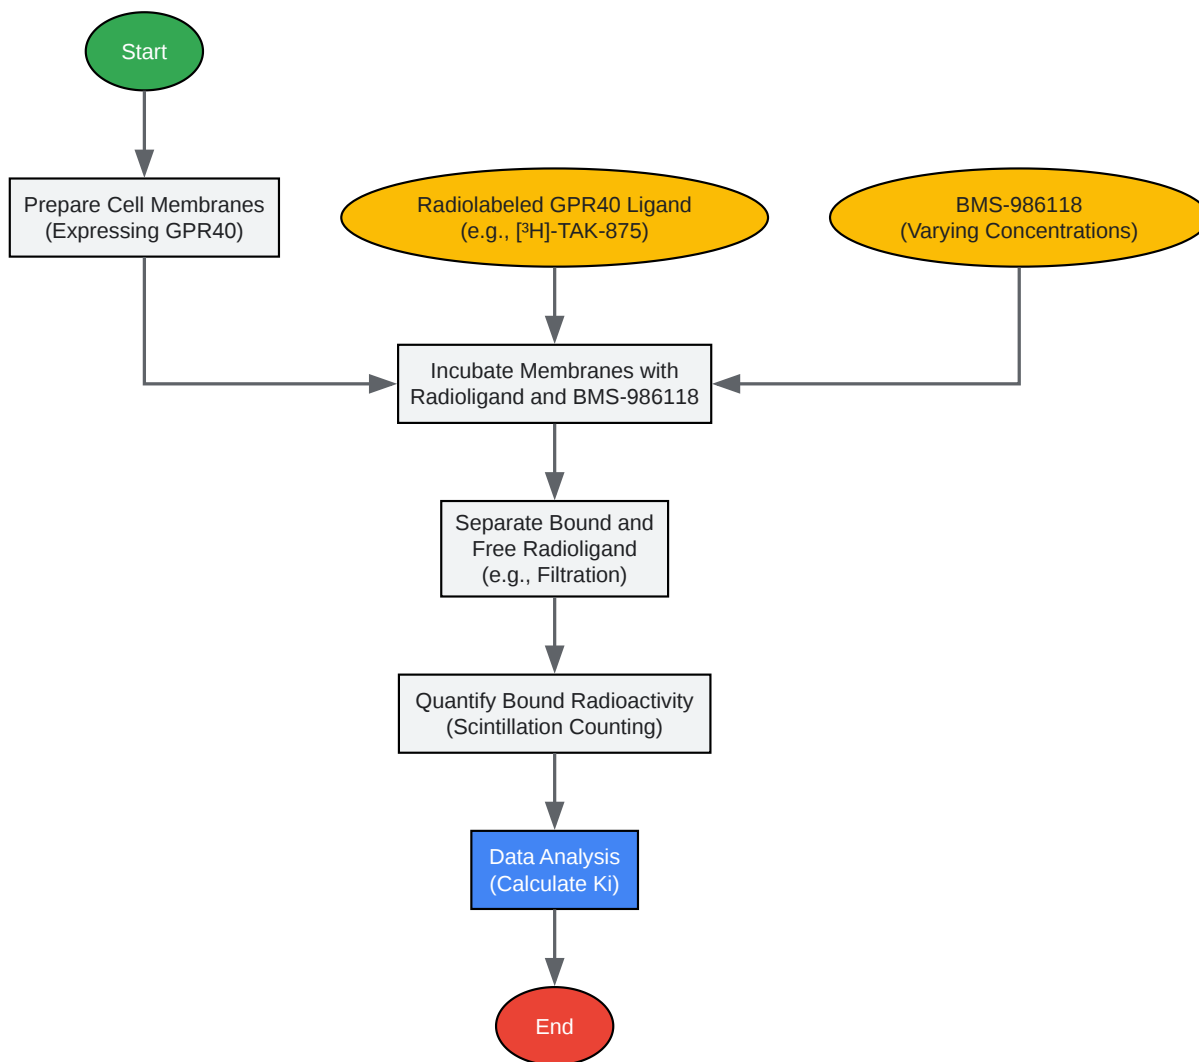 Start
Prepare Cell Membranes
(Expressing GPR40)
Radiolabeled GPR40 Ligand
(e.g., [³H]-TAK-875)
BMS-986118
(Varying Concentrations)
Incubate Membranes with
Radioligand and BMS-986118
Separate Bound and
Free Radioligand
(e.g., Filtration)
Quantify Bound Radioactivity
(Scintillation Counting)
Data Analysis
(Calculate Ki)
End